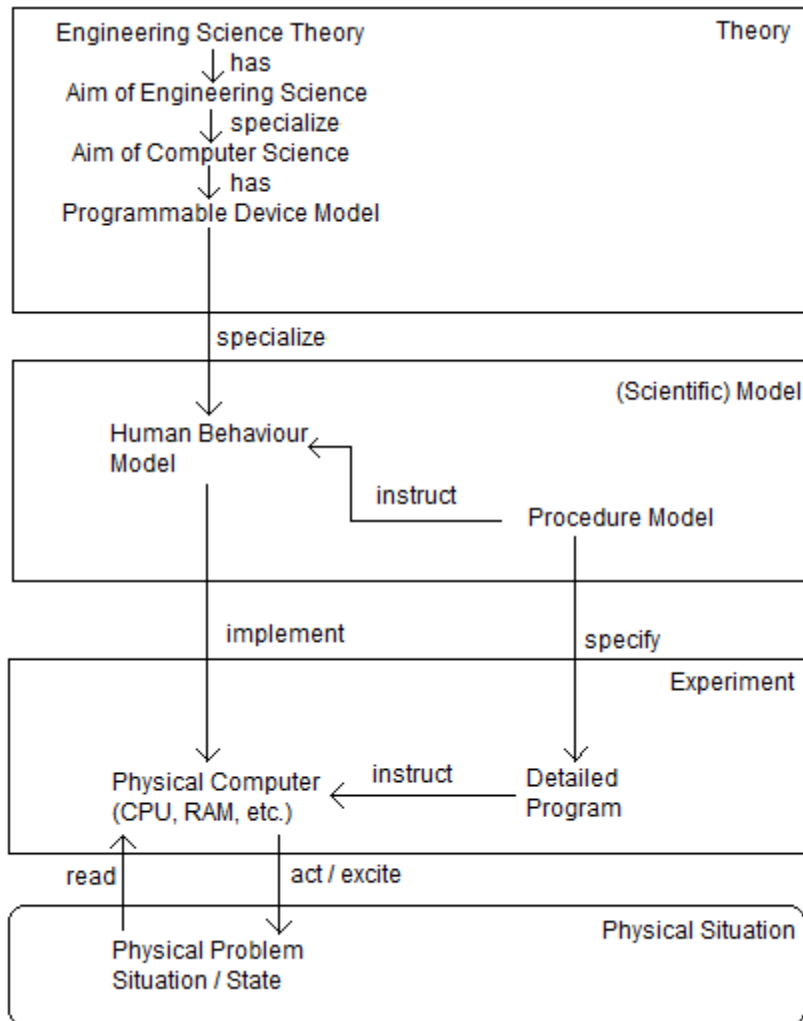 Engineering Science Theory
Theory
has
Aim of Engineering Science
specialize
Aim of Computer Science
has
Programmable Device Model
specialize
(Scientific) Model
Human Behaviour
Model
instruct
Procedure Model
implement
specify
Experiment
Physical Computer
(CPU, RAM, etc.)
instruct
Detailed
Program
read
act / excite
Physical Situation
Physical Problem
Situation / State